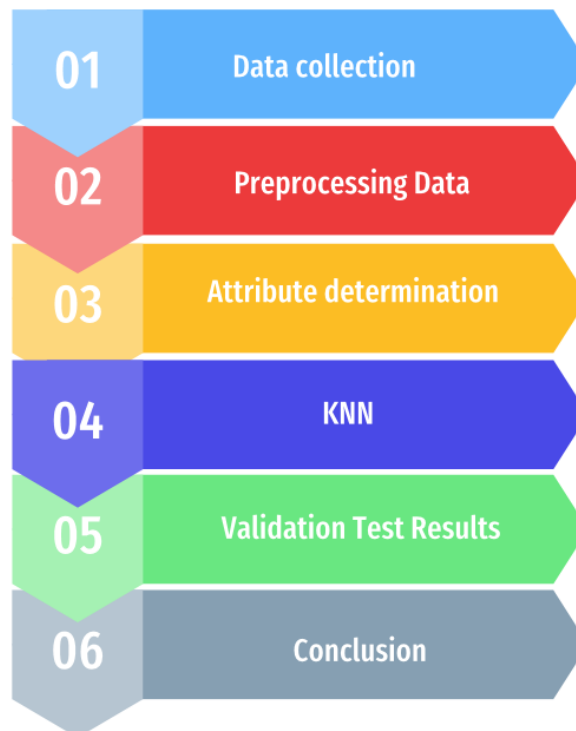 01
Data collection
02
Preprocessing Data
03
Attribute determination
04
KNN
05
Validation Test Results
06
Conclusion